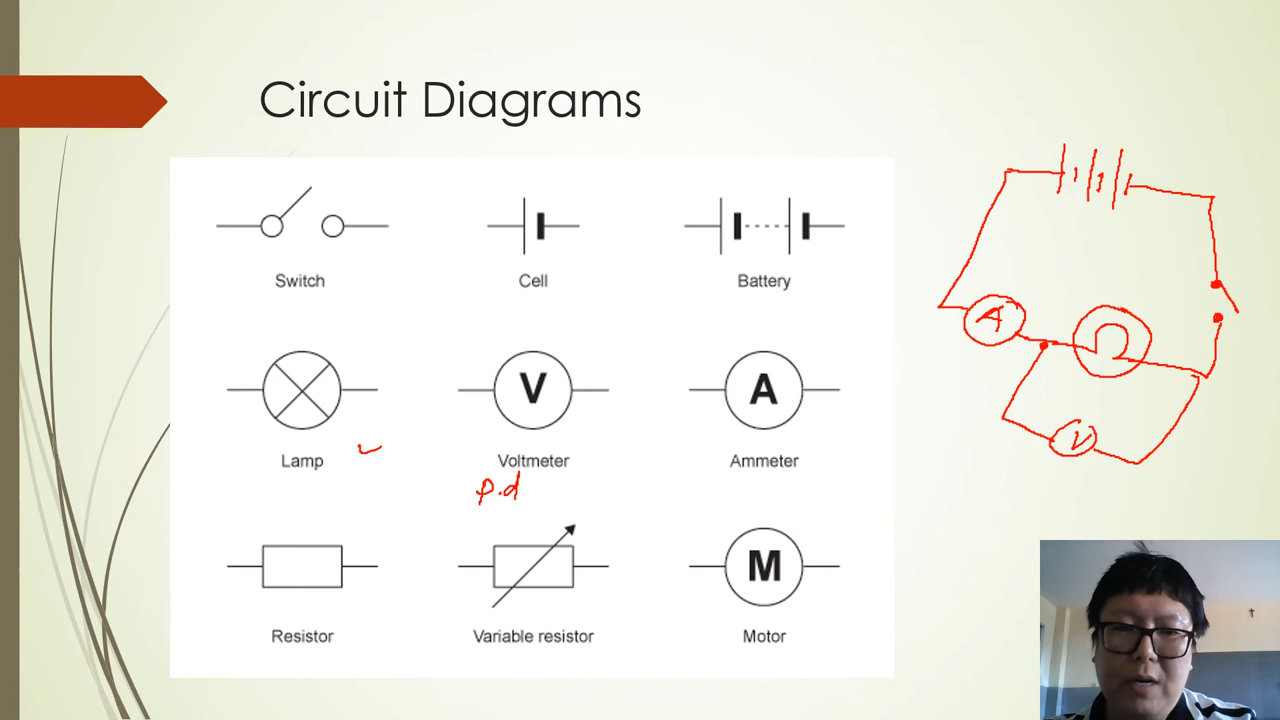 Circuit Diagrams
Switch
Cell
Battery
V
A
Lamp
Voltmeter
Ammeter
p.d
M
Resistor
Variable resistor
Motor
A
V